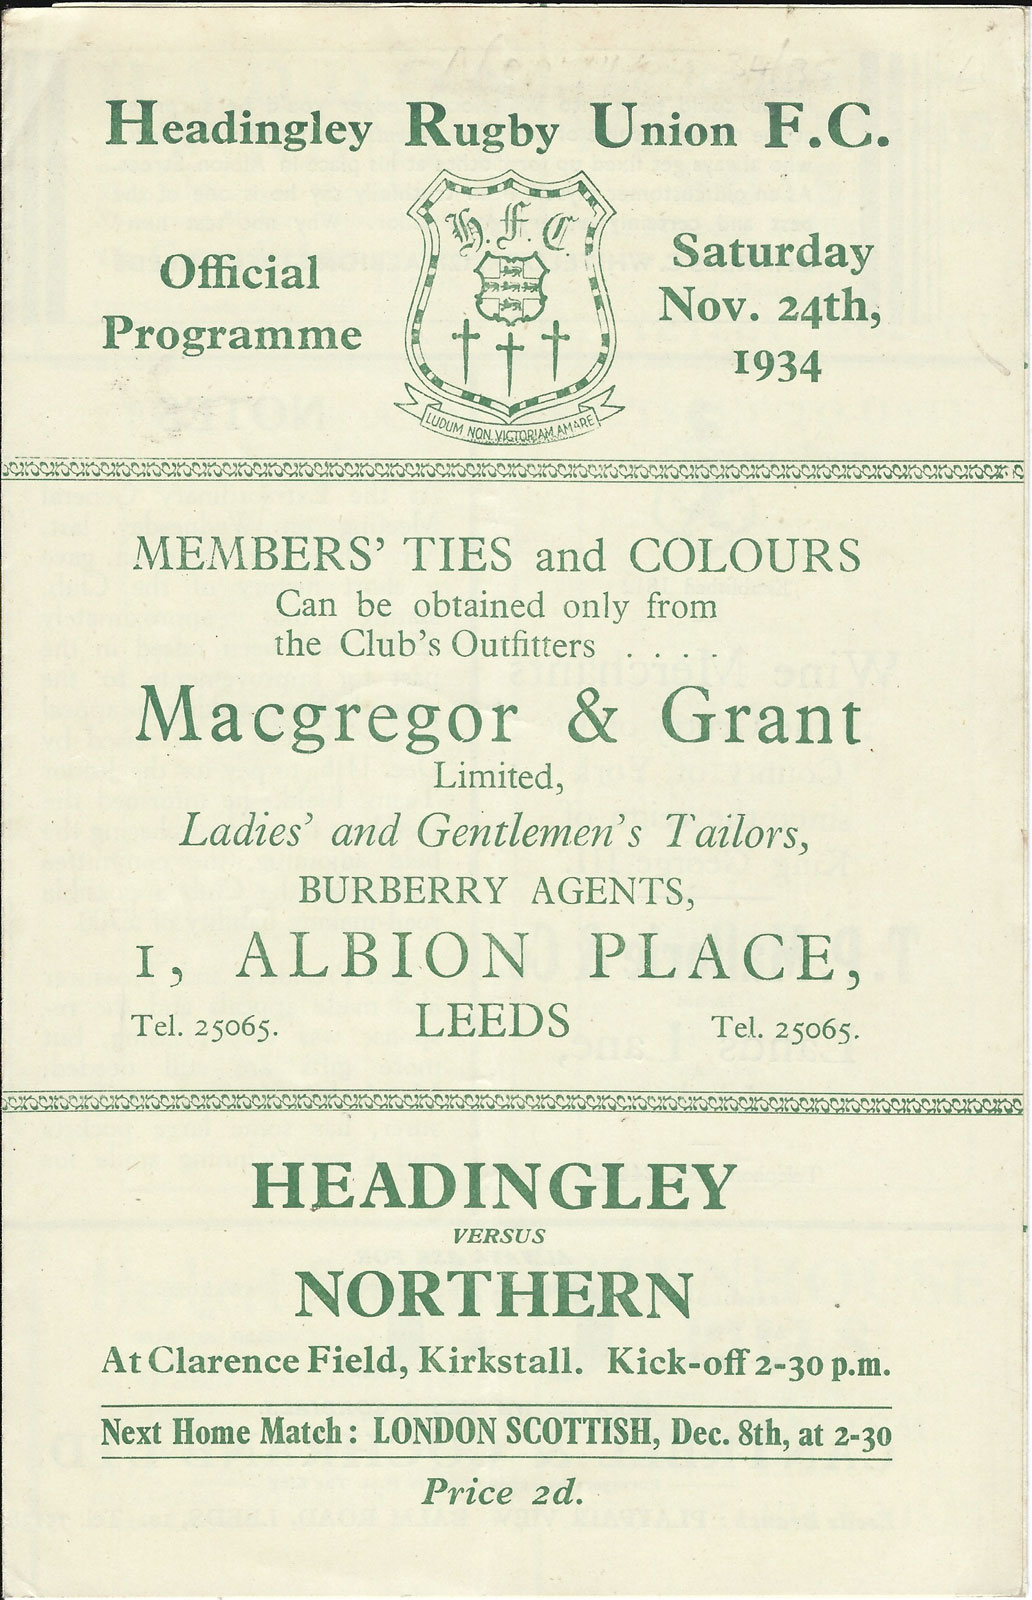 Headingley Rugby Union F.C.
Official
Programme
H. F. C.
LUDUM NON VICTORIAM AMARE
Saturday
Nov. 24th,
1934
MEMBERS' TIES and COLOURS
Can be obtained only from
the Club's Outfitters . . . .
Macgregor & Grant
Limited,
Ladies' and Gentlemen's Tailors,
BURBERRY AGENTS,
1, ALBION PLACE,
Tel. 25065. LEEDS Tel. 25065.
HEADINGLEY
VERSUS
NORTHERN
At Clarence Field, Kirkstall. Kick-off 2-30 p.m.
Next Home Match: LONDON SCOTTISH, Dec. 8th, at 2-30
Price 2d.